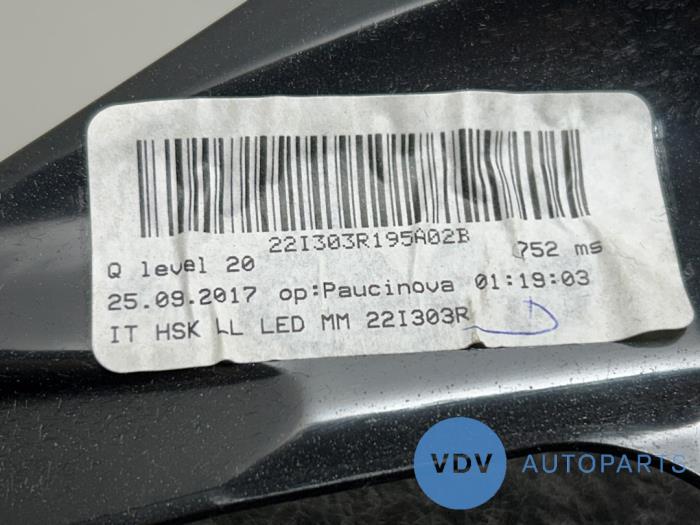 22I303R195A02B
Q level 20 752 ms
25.09.2017 op:Paucinova 01:19:03
IT HSK LL LED MM 22I303R
VDV AUTOPARTS